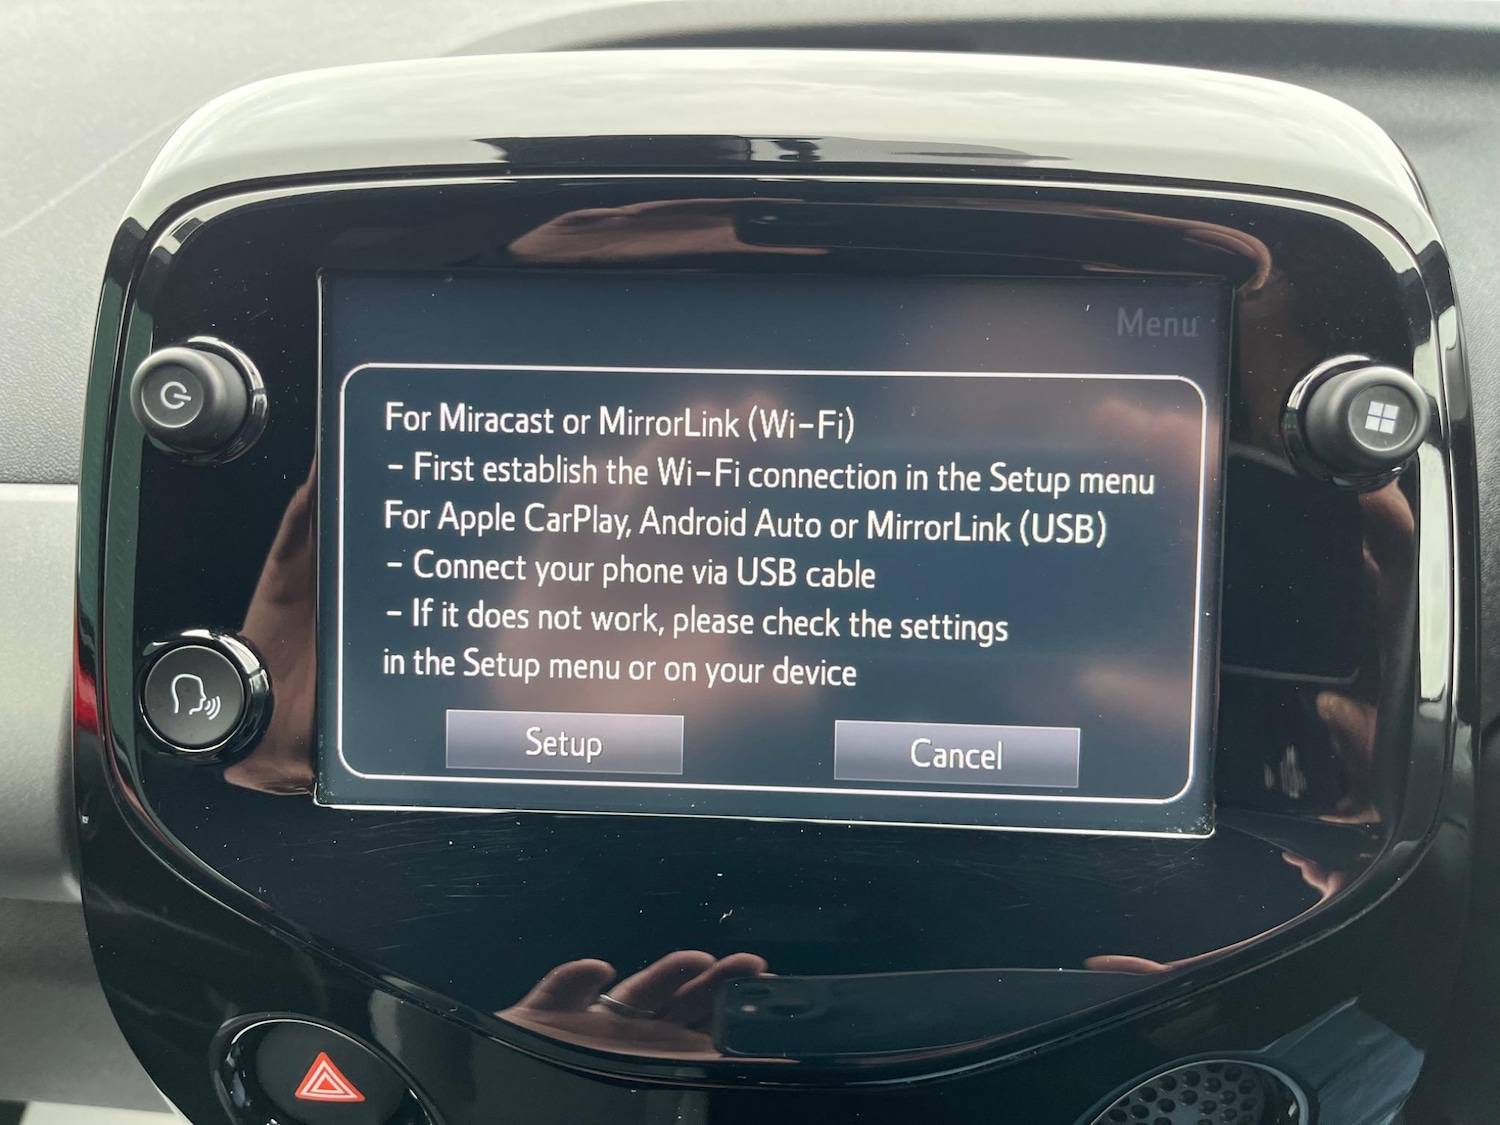 Menu
For Miracast or MirrorLink (Wi-Fi)
- First establish the Wi-Fi connection in the Setup menu
For Apple CarPlay, Android Auto or MirrorLink (USB)
- Connect your phone via USB cable
- If it does not work, please check the settings
in the Setup menu or on your device
Setup
Cancel